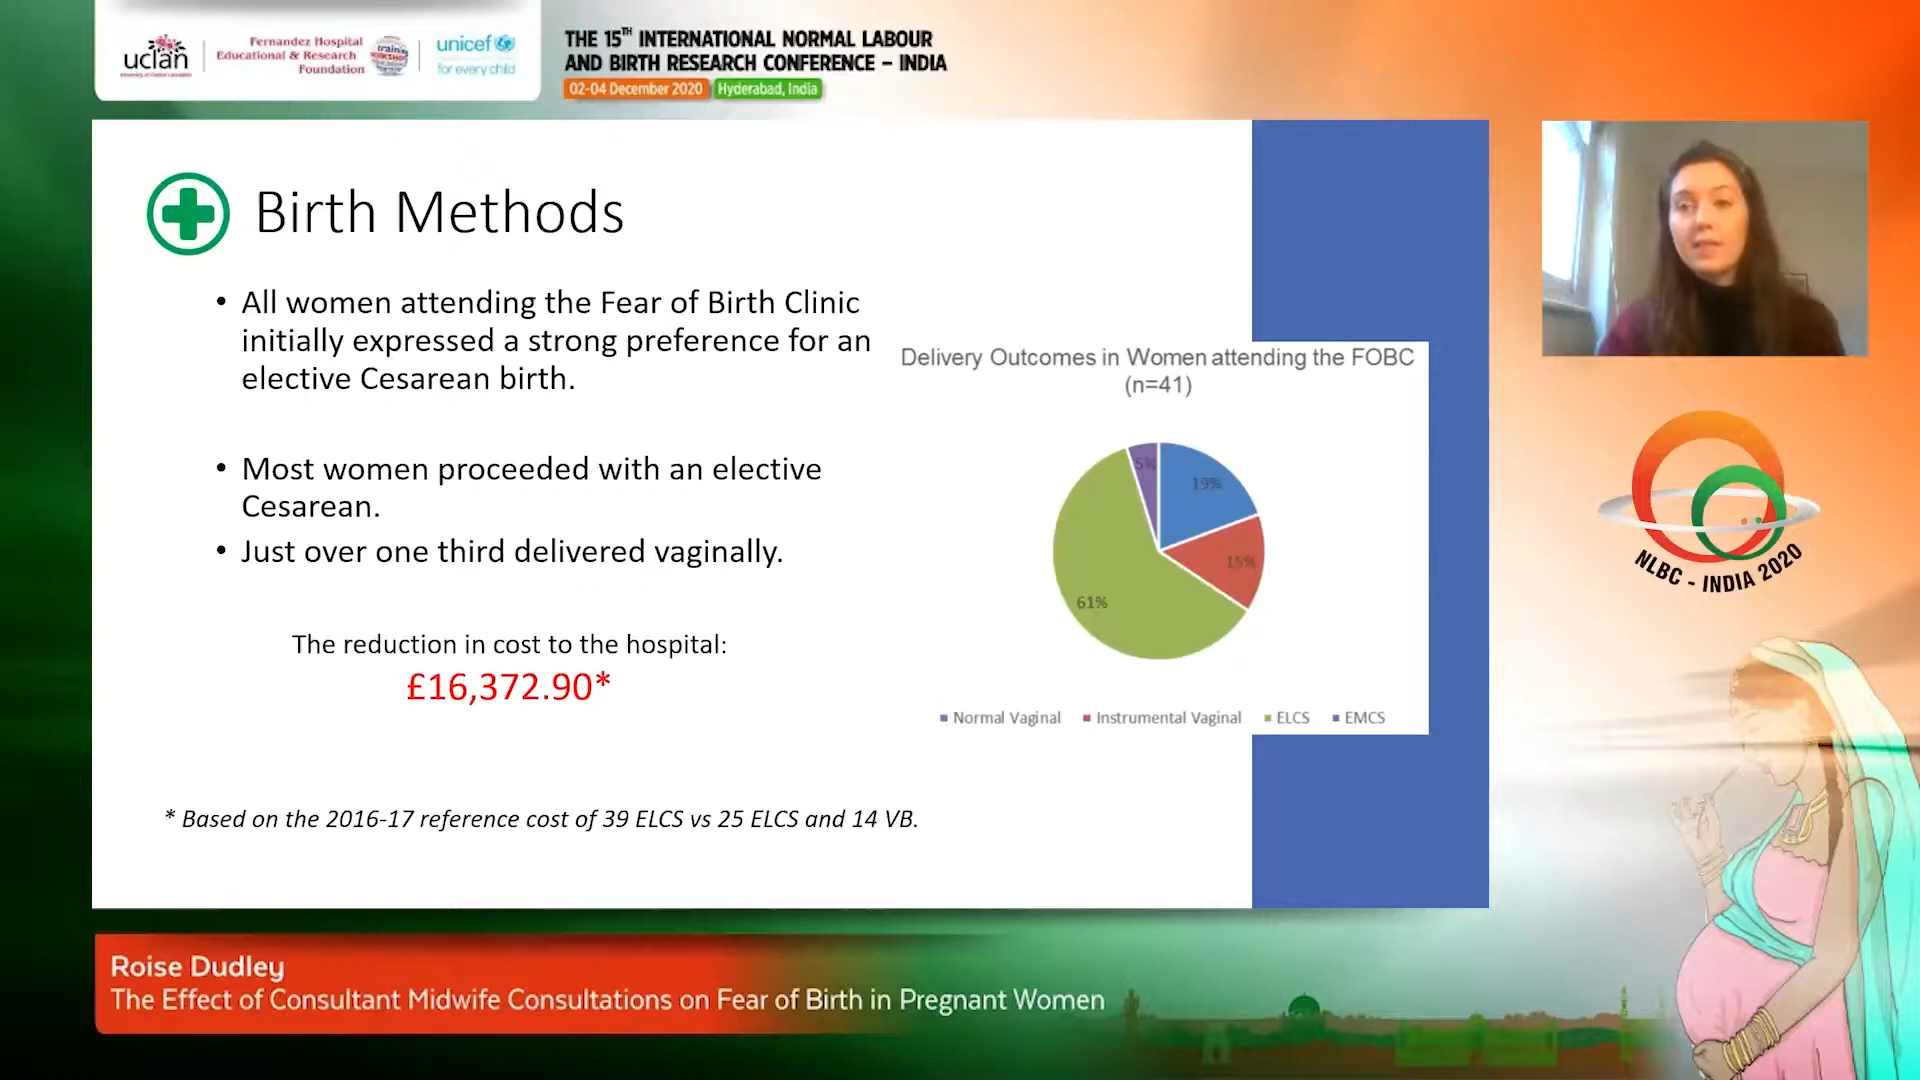 uclan
University of Central Lancashire
Fernandez Hospital
Educational & Research
Foundation
training
WORKSHOP
unicef
for every child
THE 15TH INTERNATIONAL NORMAL LABOUR
AND BIRTH RESEARCH CONFERENCE – INDIA
02-04 December 2020 Hyderabad, India
Birth Methods
• All women attending the Fear of Birth Clinic
initially expressed a strong preference for an
elective Cesarean birth.
• Most women proceeded with an elective
Cesarean.
• Just over one third delivered vaginally.
The reduction in cost to the hospital:
£16,372.90*
* Based on the 2016-17 reference cost of 39 ELCS vs 25 ELCS and 14 VB.
Delivery Outcomes in Women attending the FOBC
(n=41)
5%
19%
15%
61%
Normal Vaginal Instrumental Vaginal ELCS EMCS
NLBC - INDIA 2020
Roise Dudley
The Effect of Consultant Midwife Consultations on Fear of Birth in Pregnant Women